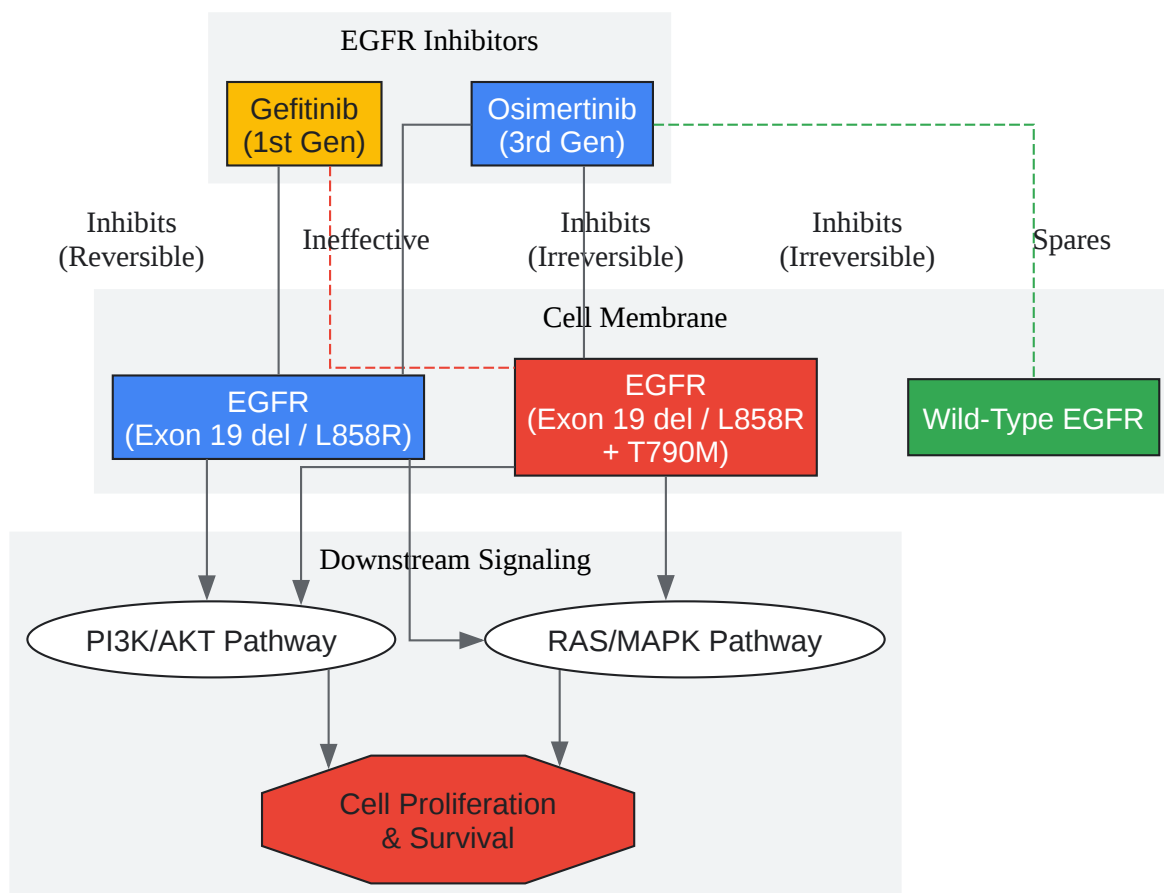 EGFR Inhibitors
Gefitinib
(1st Gen)
Osimertinib
(3rd Gen)
Inhibits
(Reversible)
Ineffective
Inhibits
(Irreversible)
Inhibits
(Irreversible)
Spares
Cell Membrane
EGFR
(Exon 19 del / L858R)
EGFR
(Exon 19 del / L858R
+ T790M)
Wild-Type EGFR
Downstream Signaling
PI3K/AKT Pathway
RAS/MAPK Pathway
Cell Proliferation
& Survival